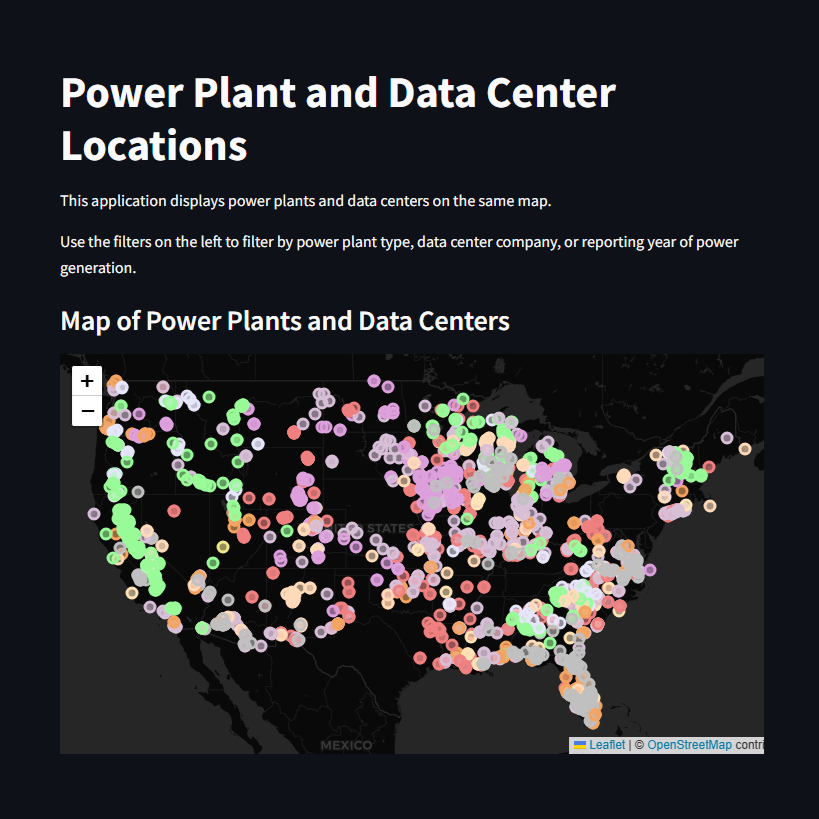 Power Plant and Data Center
Locations
This application displays power plants and data centers on the same map.
Use the filters on the left to filter by power plant type, data center company, or reporting year of power
generation.
Map of Power Plants and Data Centers
+
−
STATES
MEXICO
Leaflet | © OpenStreetMap contri